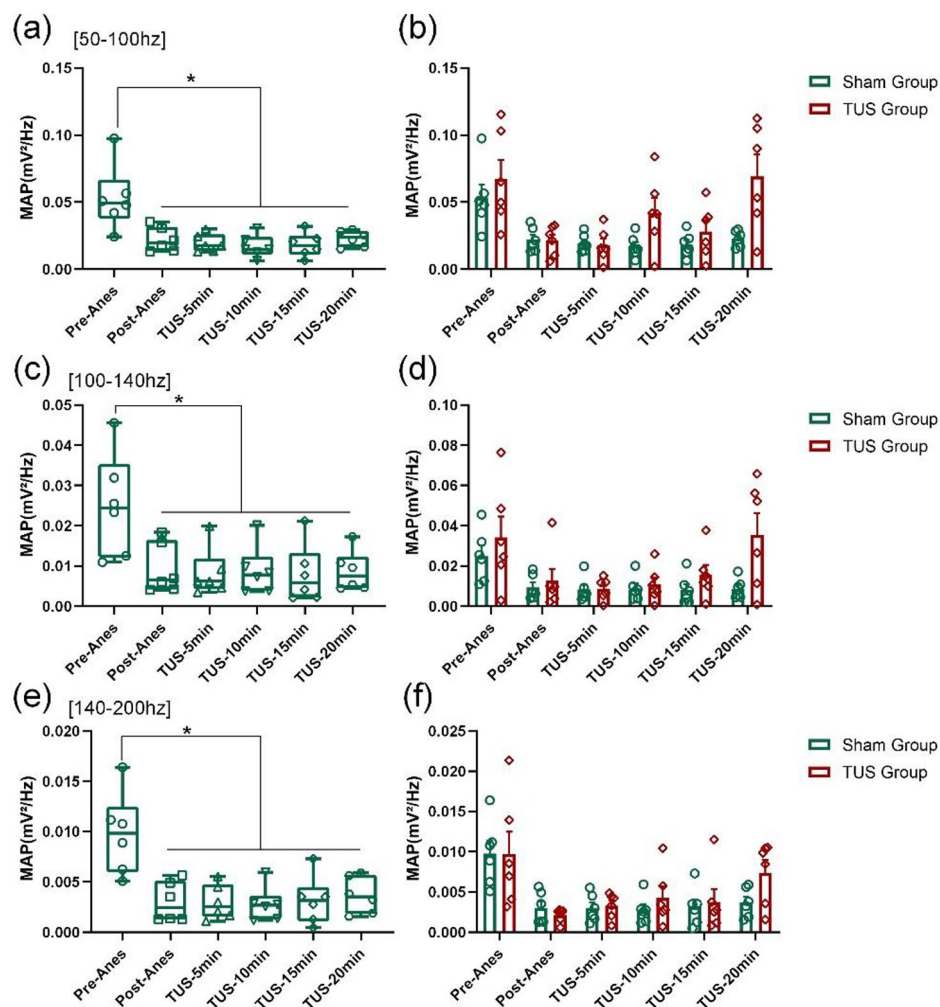 (a)
[50-100hz]
(b)
0.15
0.10
0.05
0.00
MAP(mV²/Hz)
*
Pre-Anes
Post-Anes
TUS-5min
TUS-10min
TUS-15min
TUS-20min
0.15
0.10
0.05
0.00
MAP(mV²/Hz)
Pre-Anes
Post-Anes
TUS-5min
TUS-10min
TUS-15min
TUS-20min
Sham Group
TUS Group
(c)
[100-140hz]
(d)
0.05
0.04
0.03
0.02
0.01
0.00
MAP(mV²/Hz)
*
Pre-Anes
Post-Anes
TUS-5min
TUS-10min
TUS-15min
TUS-20min
0.10
0.08
0.06
0.04
0.02
0.00
MAP(mV²/Hz)
Pre-Anes
Post-Anes
TUS-5min
TUS-10min
TUS-15min
TUS-20min
Sham Group
TUS Group
(e)
[140-200hz]
(f)
0.020
0.015
0.010
0.005
0.000
MAP(mV²/Hz)
*
Pre-Anes
Post-Anes
TUS-5min
TUS-10min
TUS-15min
TUS-20min
0.025
0.020
0.015
0.010
0.005
0.000
MAP(mV²/Hz)
Pre-Anes
Post-Anes
TUS-5min
TUS-10min
TUS-15min
TUS-20min
Sham Group
TUS Group